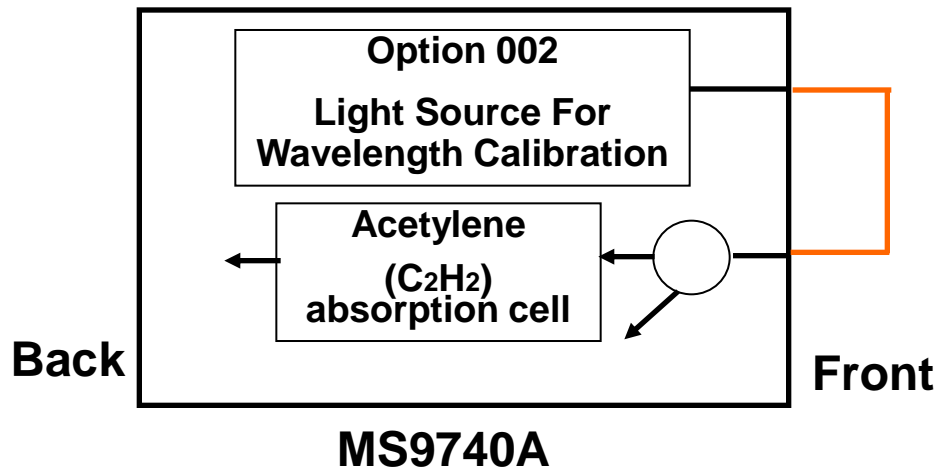 Option 002
Light Source For
Wavelength Calibration
Acetylene
(C2H2)
absorption cell
Back
Front
MS9740A